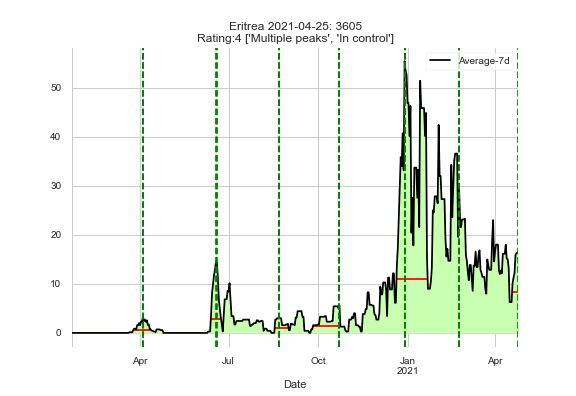 Eritrea 2021-04-25: 3605
Rating:4 ['Multiple peaks', 'In control']
Average-7d
50
40
30
20
10
0
Apr Jul Oct Jan Apr
2021
Date